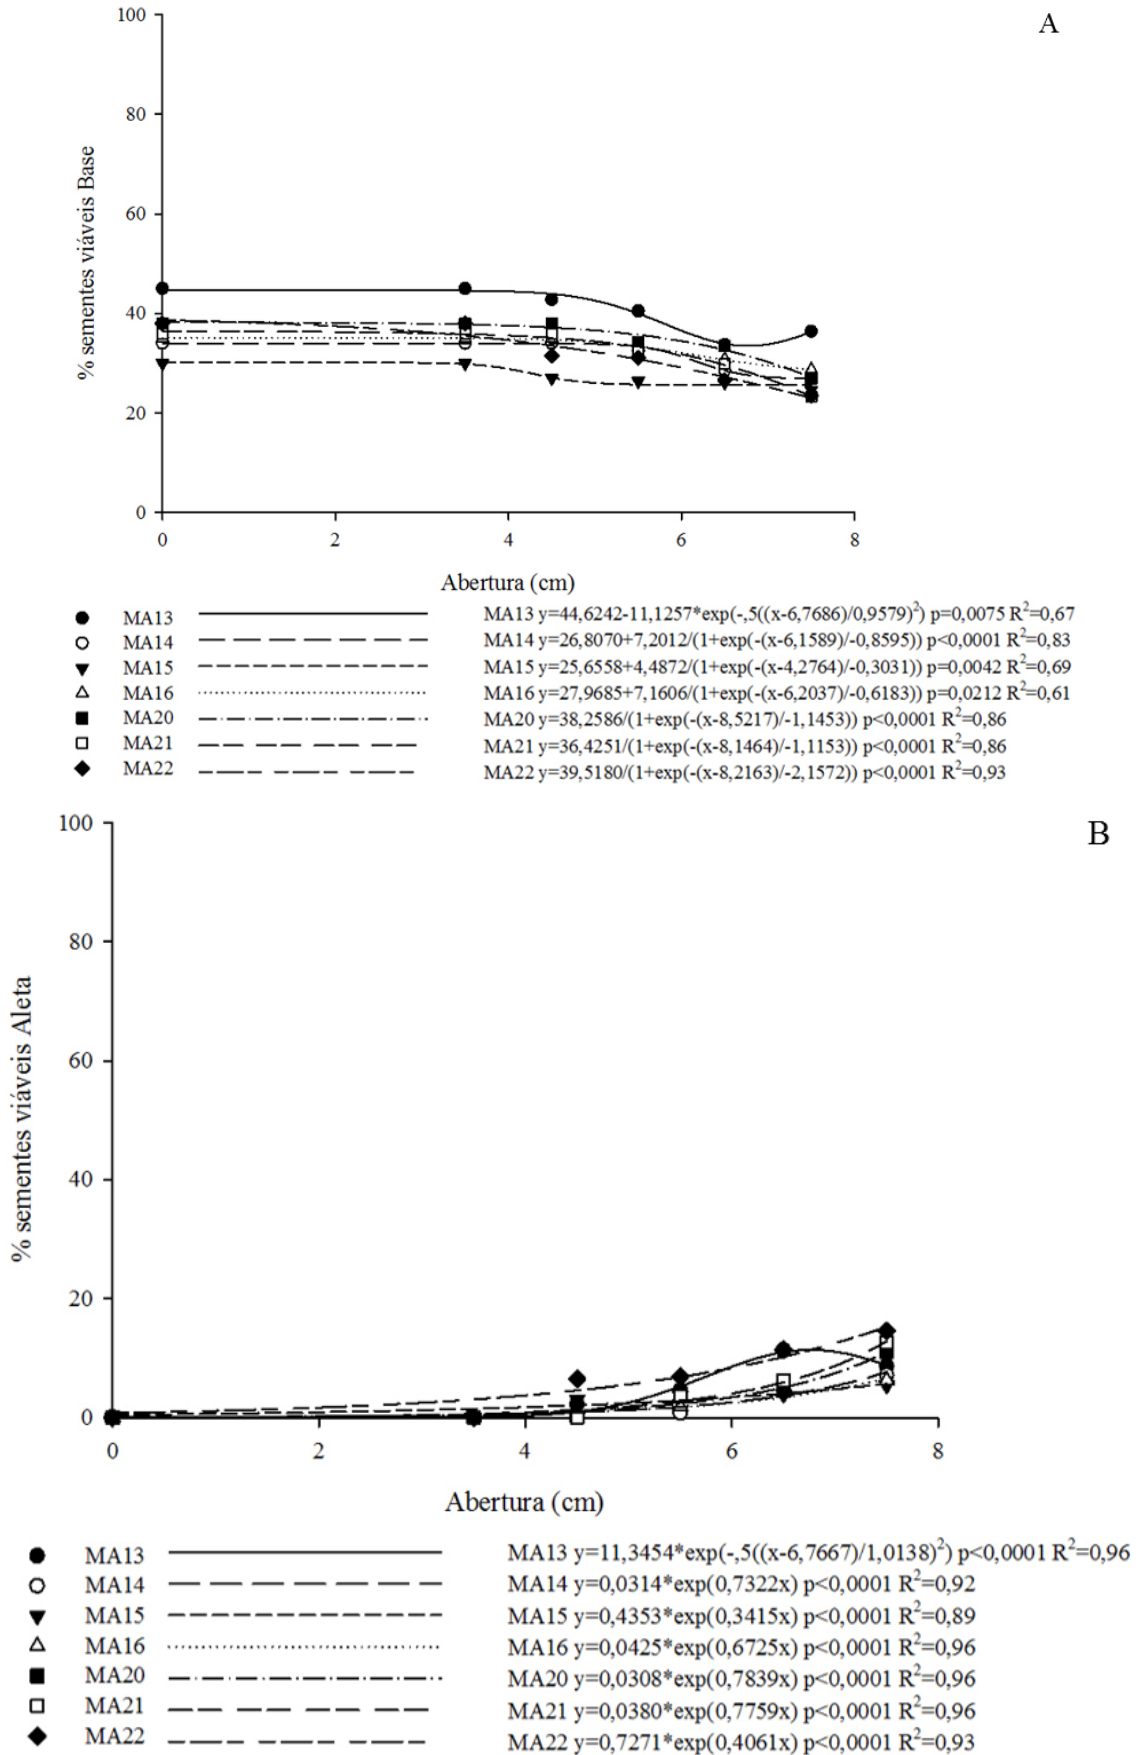 A
100
80
60
40
20
0
% sementes viáveis Base
0 2 4 6 8
Abertura (cm)
MA13 MA13 y=44,6242-11,1257*exp(-,5((x-6,7686)/0,9579)²) p=0,0075 R²=0,67
MA14 MA14 y=26,8070+7,2012/(1+exp(-(x-6,1589)/-0,8595)) p<0,0001 R²=0,83
MA15 MA15 y=25,6558+4,4872/(1+exp(-(x-4,2764)/-0,3031)) p=0,0042 R²=0,69
MA16 MA16 y=27,9685+7,1606/(1+exp(-(x-6,2037)/-0,6183)) p=0,0212 R²=0,61
MA20 MA20 y=38,2586/(1+exp(-(x-8,5217)/-1,1453)) p<0,0001 R²=0,86
MA21 MA21 y=36,4251/(1+exp(-(x-8,1464)/-1,1153)) p<0,0001 R²=0,86
MA22 MA22 y=39,5180/(1+exp(-(x-8,2163)/-2,1572)) p<0,0001 R²=0,93
B
100
80
60
40
20
0
% sementes viáveis Aleta
0 2 4 6 8
Abertura (cm)
MA13 MA13 y=11,3454*exp(-,5((x-6,7667)/1,0138)²) p<0,0001 R²=0,96
MA14 MA14 y=0,0314*exp(0,7322x) p<0,0001 R²=0,92
MA15 MA15 y=0,4353*exp(0,3415x) p<0,0001 R²=0,89
MA16 MA16 y=0,0425*exp(0,6725x) p<0,0001 R²=0,96
MA20 MA20 y=0,0308*exp(0,7839x) p<0,0001 R²=0,96
MA21 MA21 y=0,0380*exp(0,7759x) p<0,0001 R²=0,96
MA22 MA22 y=0,7271*exp(0,4061x) p<0,0001 R²=0,93